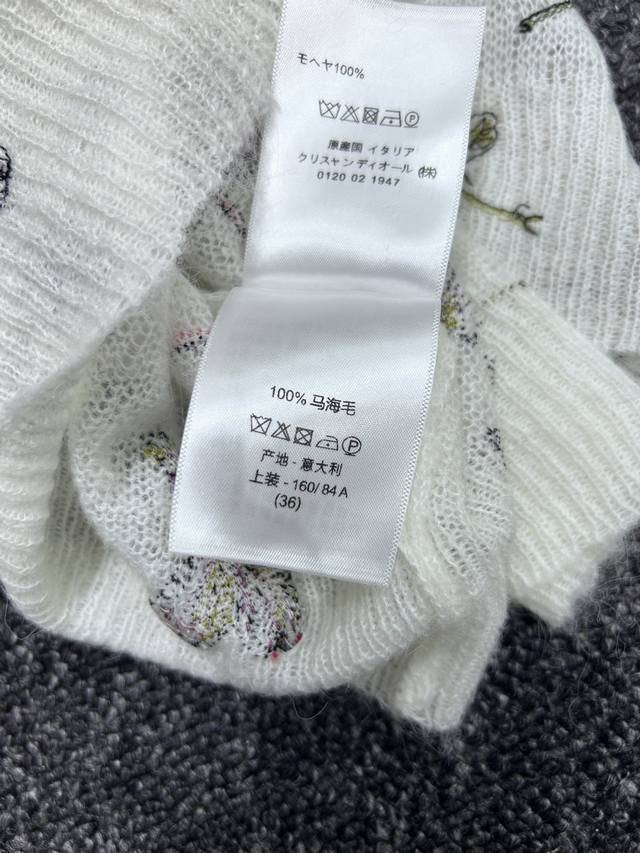 モヘヤ100%
P
原産国 イタリア
クリスチャン ディオール (株)
0120 02 1947
100% 马海毛
P
产地 - 意大利
上装 - 160/84 A
(36)